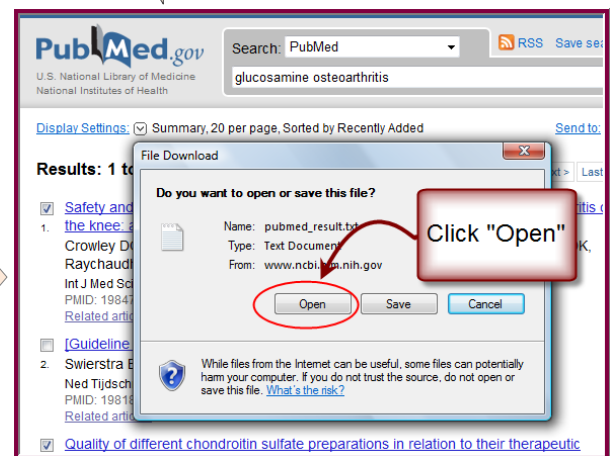 PubMed.gov
U.S. National Library of Medicine
National Institutes of Health
Search: PubMed
RSS Save sea
glucosamine osteoarthritis
Display Settings: Summary, 20 per page, Sorted by Recently Added Send to:
Results: 1 to
xt > Last
File Download
Do you want to open or save this file?
Name: pubmed_result.txt
Type: Text Document
From: www.ncbi.nlm.nih.gov
Open Save Cancel
While files from the Internet can be useful, some files can potentially
harm your computer. If you do not trust the source, do not open or
save this file. What's the risk?
Click "Open"
Safety and
1. the knee: a
Crowley DC
Raychaudh
Int J Med Sci
PMID: 19847
Related artic
[Guideline
2. Swierstra B
Ned Tijdsch
PMID: 19818
Related artic
Quality of different chondroitin sulfate preparations in relation to their therapeutic